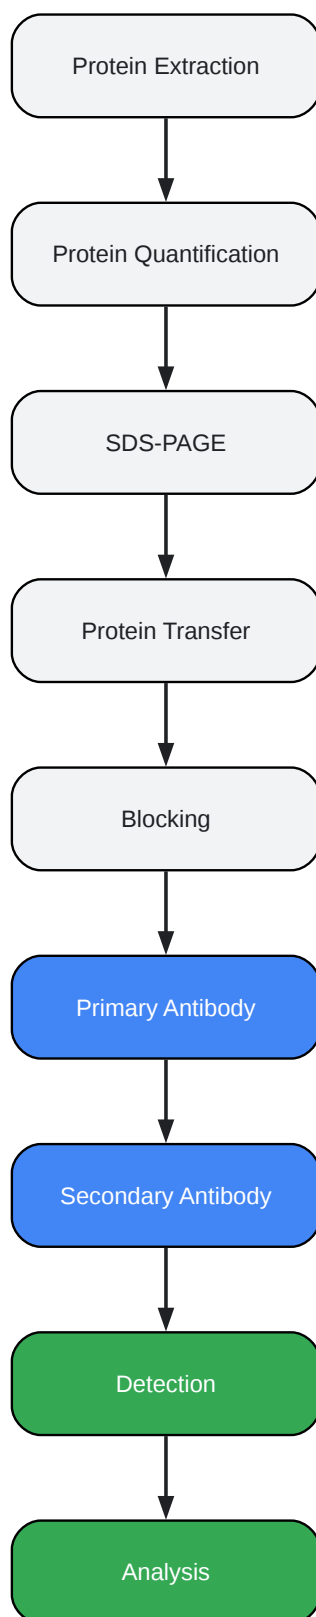 Protein Extraction
Protein Quantification
SDS-PAGE
Protein Transfer
Blocking
Primary Antibody
Secondary Antibody
Detection
Analysis